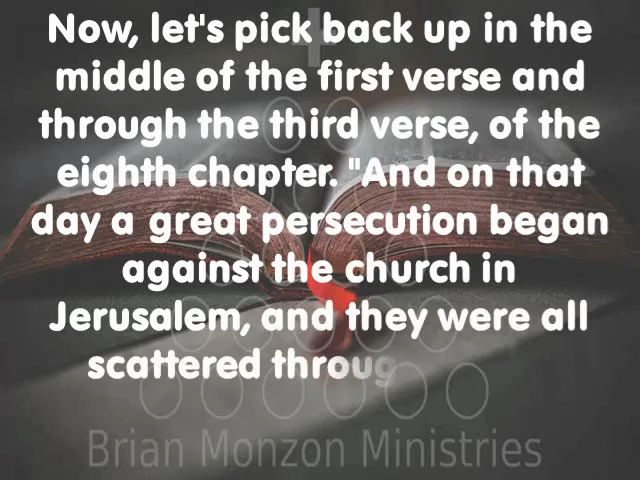 Now, let's pick back up in the
middle of the first verse and
through the third verse, of the
eighth chapter. "And on that
day a great persecution began
against the church in
Jerusalem, and they were all
scattered throug
Brian Monzon Ministries